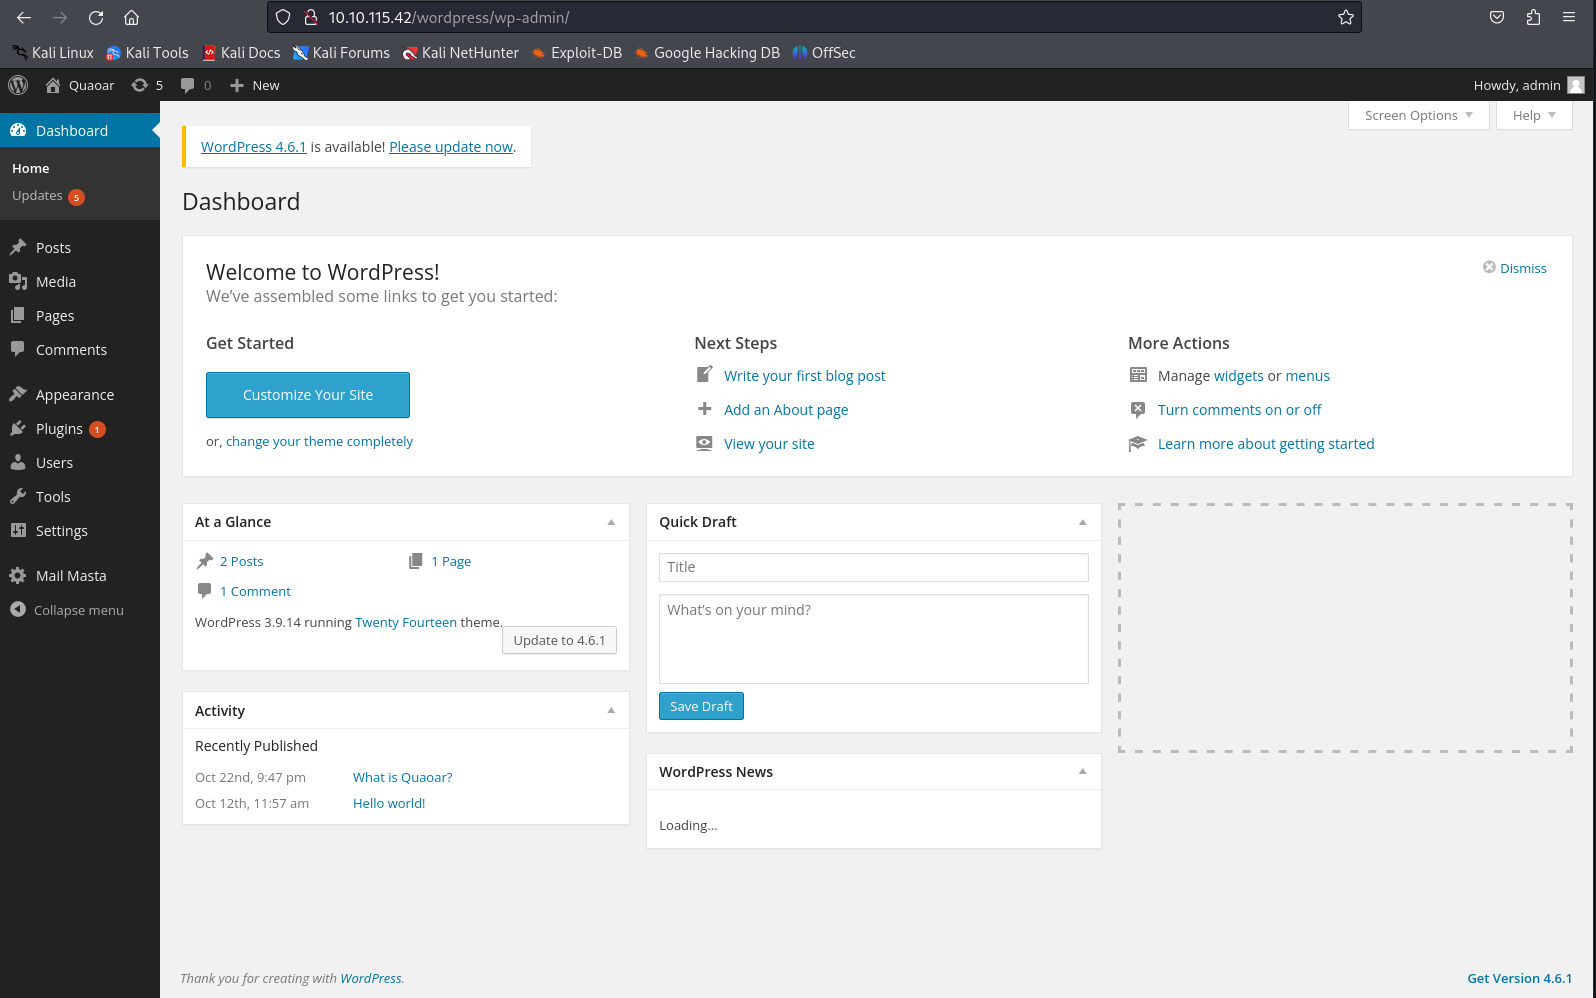 10.10.115.42/wordpress/wp-admin/
Kali Linux Kali Tools Kali Docs Kali Forums Kali NetHunter Exploit-DB Google Hacking DB OffSec
Quaoar 5 0 New Howdy, admin
Screen Options Help
Dashboard
Home
Updates 5
Posts
Media
Pages
Comments
Appearance
Plugins 1
Users
Tools
Settings
Mail Masta
Collapse menu
WordPress 4.6.1 is available! Please update now.
Dashboard
Welcome to WordPress!
Dismiss
We've assembled some links to get you started:
Get Started
Customize Your Site
or, change your theme completely
Next Steps
Write your first blog post
Add an About page
View your site
More Actions
Manage widgets or menus
Turn comments on or off
Learn more about getting started
At a Glance
2 Posts 1 Page
1 Comment
WordPress 3.9.14 running Twenty Fourteen theme.
Update to 4.6.1
Activity
Recently Published
Oct 22nd, 9:47 pm What is Quaoar?
Oct 12th, 11:57 am Hello world!
Quick Draft
Title
What's on your mind?
Save Draft
WordPress News
Loading...
Thank you for creating with WordPress.
Get Version 4.6.1